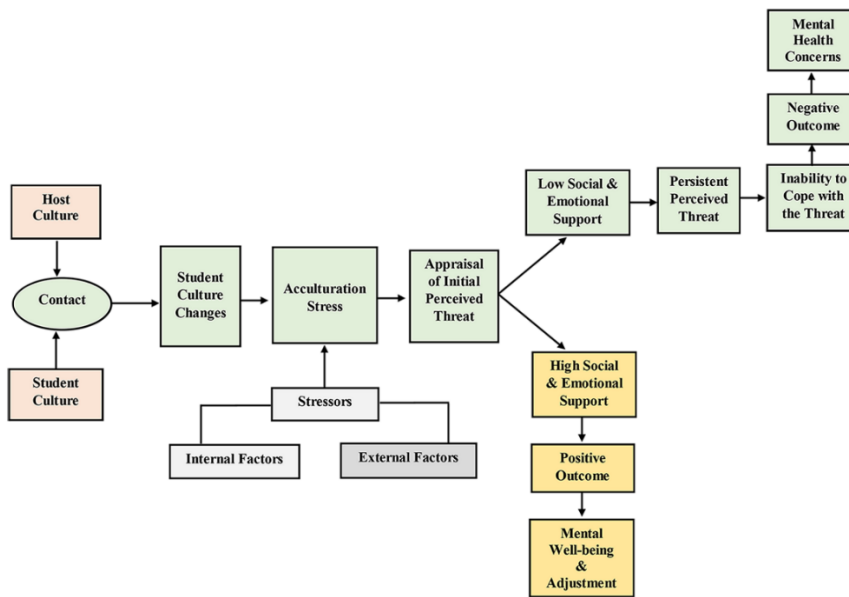 Host
Culture
Contact
Student
Culture
Student
Culture
Changes
Acculturation
Stress
Stressors
Internal Factors
External Factors
Appraisal
of Initial
Perceived
Threat
Low Social &
Emotional
Support
Persistent
Perceived
Threat
Inability to
Cope with
the Threat
Negative
Outcome
Mental
Health
Concerns
High Social
& Emotional
Support
Positive
Outcome
Mental
Well-being
&
Adjustment